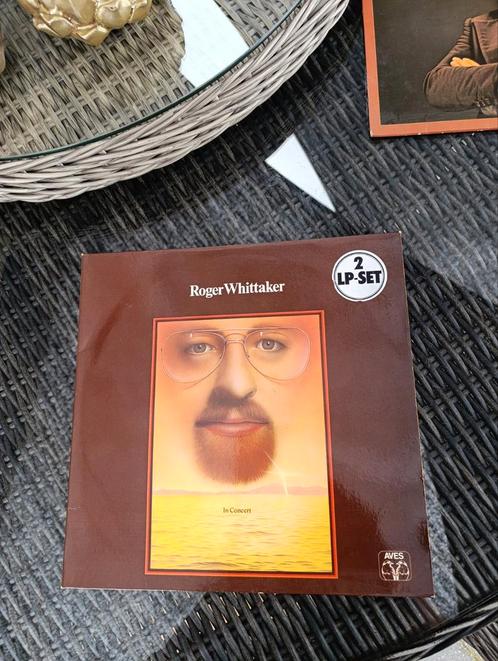 Roger Whittaker
2
LP-SET
In Concert
AVES